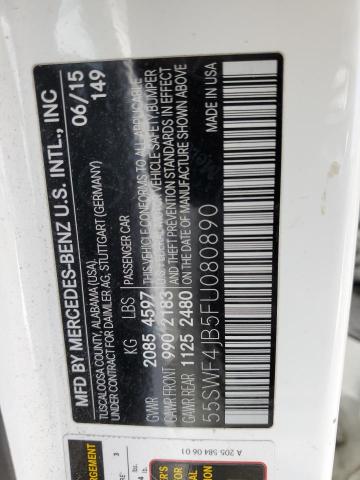 MFD BY MERCEDES-BENZ U.S. INTL., INC
TUSCALOOSA COUNTY, ALABAMA (USA).
UNDER CONTRACT FOR DAIMLER AG, STUTTGART (GERMANY)
06/15
149
KG LBS
PASSENGER CAR
GVWR 2085 4597
GAWR FRONT 990 2183
GAWR REAR 1125 2480
THIS VEHICLE CONFORMS TO ALL APPLICABLE
U.S. FEDERAL MOTOR VEHICLE SAFETY, BUMPER
AND THEFT PREVENTION STANDARDS IN EFFECT
ON THE DATE OF MANUFACTURE SHOWN ABOVE
55SWF4JB5FU080890
MADE IN USA
A 205 584 06 01
3